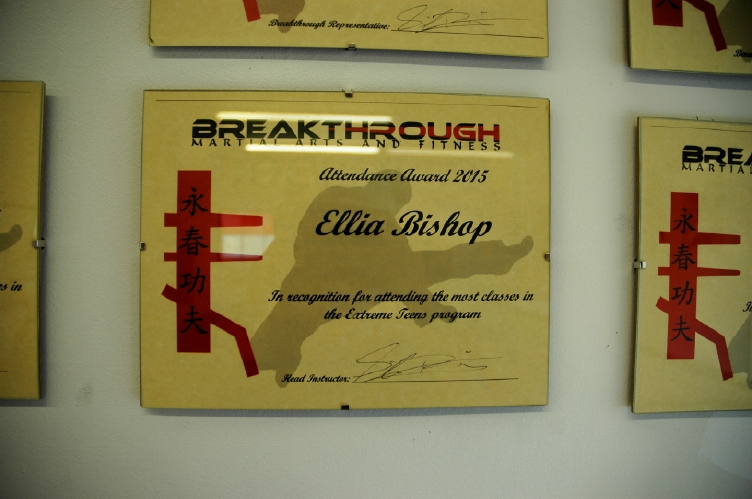 Breakthrough Representative:
BREAKTHROUGH
MARTIAL ARTS AND FITNESS
Attendance Award 2015
Ellia Bishop
永春功夫
In recognition for attending the most classes in
the Extreme Teens program
Head Instructor:
in
BREA
MARTIAL
永春功夫